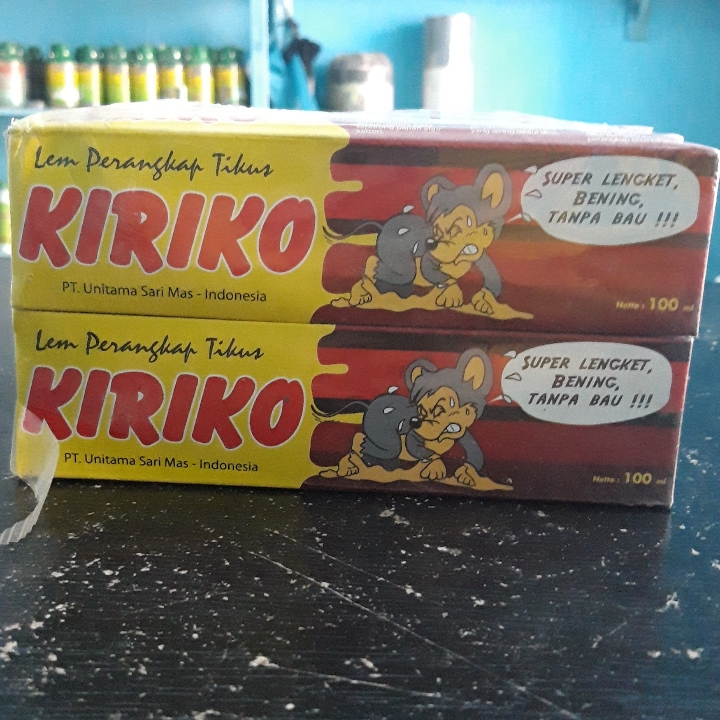 Lem Perangkap Tikus
KIRIKO
PT. Unitama Sari Mas - Indonesia
SUPER LENGKET,
BENING,
TANPA BAU !!!
Netto : 100 ml
Lem Perangkap Tikus
KIRIKO
PT. Unitama Sari Mas - Indonesia
SUPER LENGKET,
BENING,
TANPA BAU !!!
Netto : 100 ml